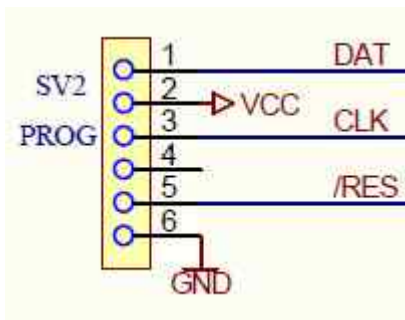 1 DAT
SV2
2 VCC
PROG
3 CLK
4
5 /RES
6
GND